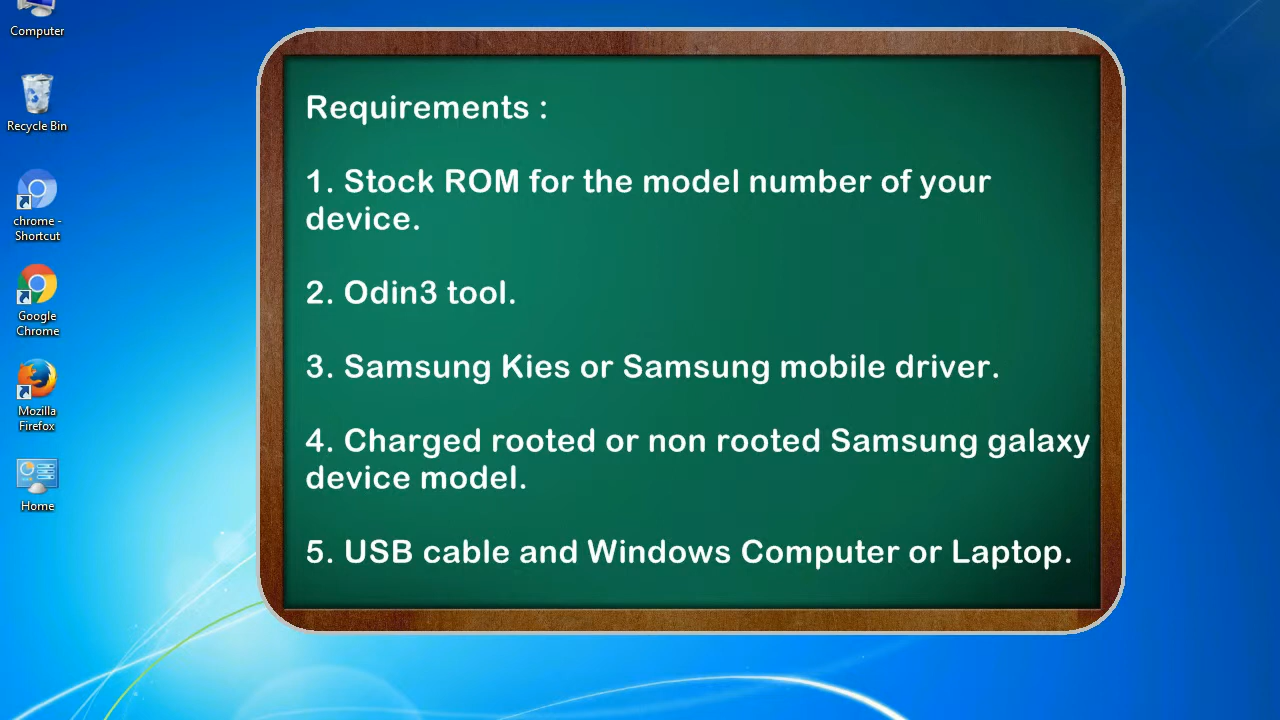 Computer
Recycle Bin
chrome -
Shortcut
Google
Chrome
Mozilla
Firefox
Home
Requirements :
1. Stock ROM for the model number of your
device.
2. Odin3 tool.
3. Samsung Kies or Samsung mobile driver.
4. Charged rooted or non rooted Samsung galaxy
device model.
5. USB cable and Windows Computer or Laptop.